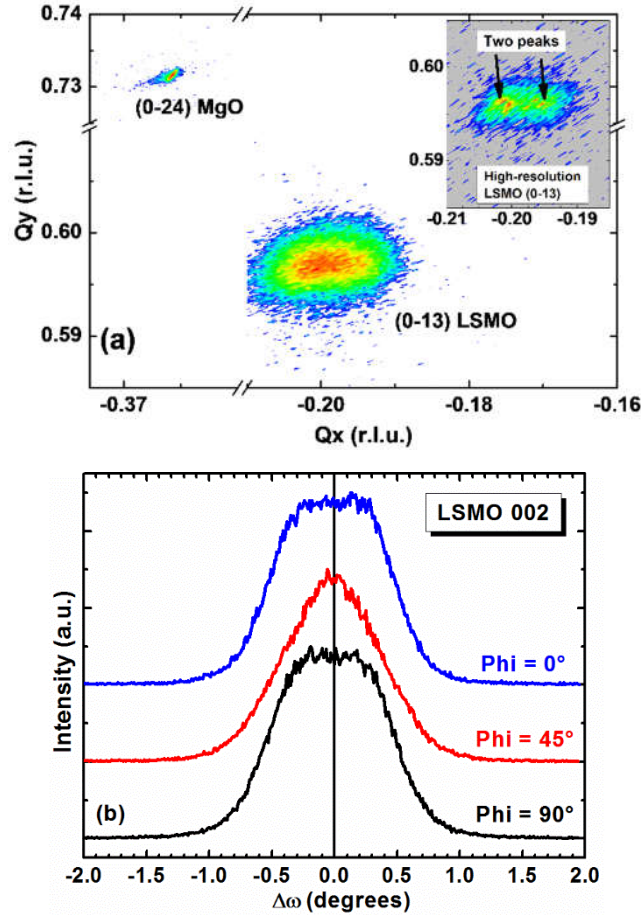 0.74
0.73
0.60
0.59
Qy (r.l.u.)
(0-24) MgO
(0-13) LSMO
(a)
-0.37
-0.20
-0.18
-0.16
Qx (r.l.u.)
Two peaks
0.60
0.59
High-resolution
LSMO (0-13)
-0.21
-0.20
-0.19
LSMO 002
Intensity (a.u.)
Phi = 0°
Phi = 45°
Phi = 90°
(b)
-2.0
-1.5
-1.0
-0.5
0.0
0.5
1.0
1.5
2.0
Δω (degrees)